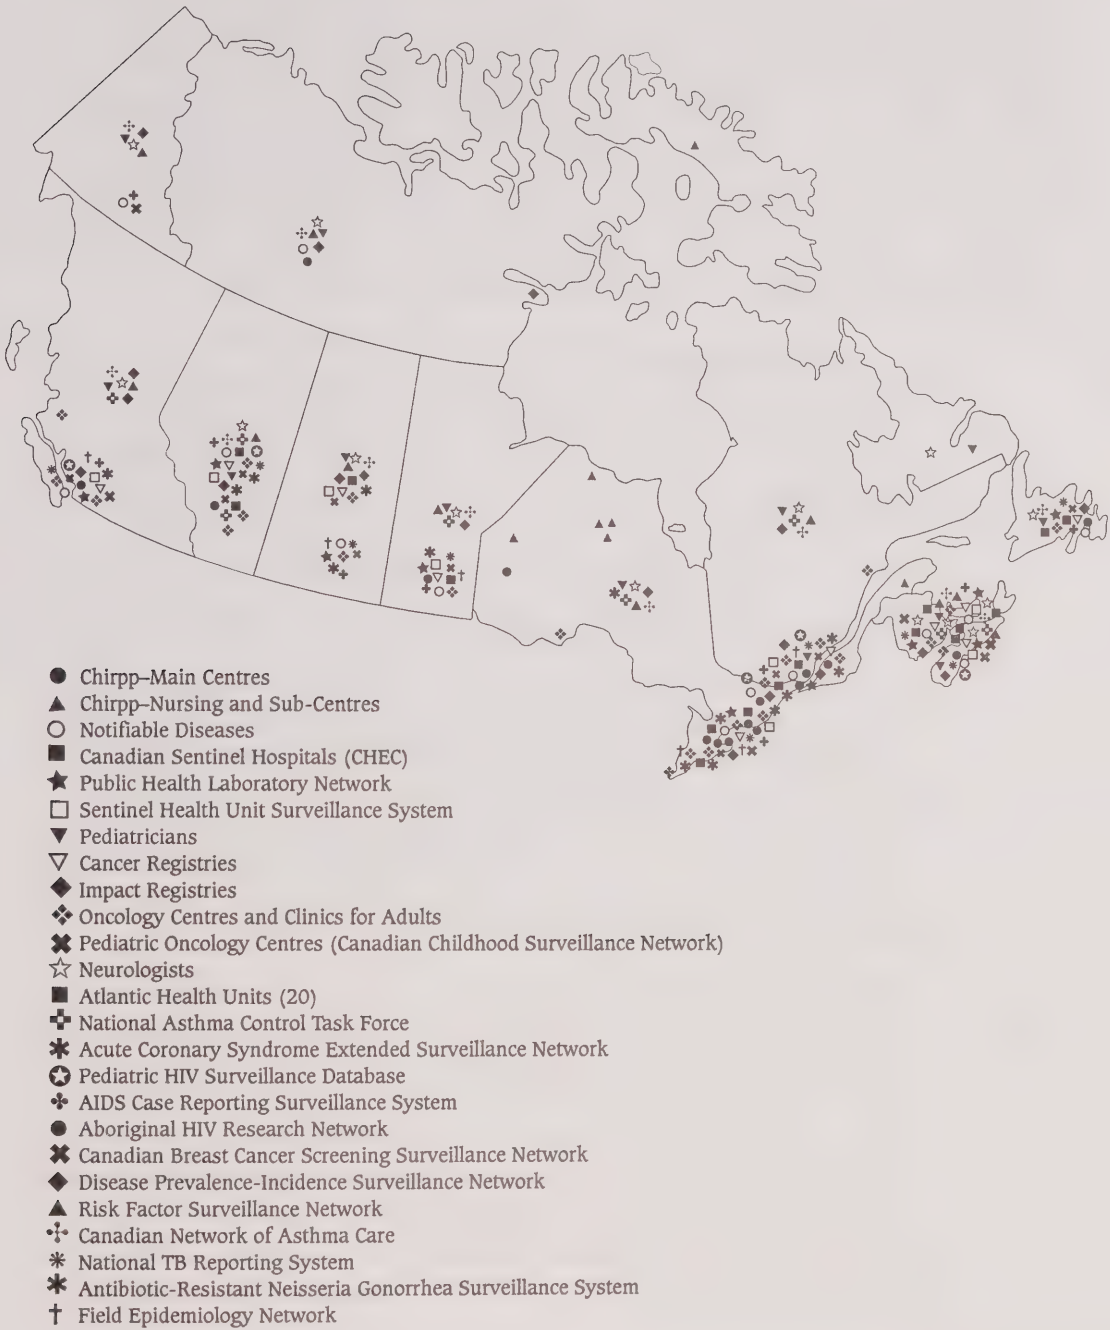 Chirpp–Main Centres
Chirpp–Nursing and Sub-Centres
Notifiable Diseases
Canadian Sentinel Hospitals (CHEC)
Public Health Laboratory Network
Sentinel Health Unit Surveillance System
Pediatricians
Cancer Registries
Impact Registries
Oncology Centres and Clinics for Adults
Pediatric Oncology Centres (Canadian Childhood Surveillance Network)
Neurologists
Atlantic Health Units (20)
National Asthma Control Task Force
Acute Coronary Syndrome Extended Surveillance Network
Pediatric HIV Surveillance Database
AIDS Case Reporting Surveillance System
Aboriginal HIV Research Network
Canadian Breast Cancer Screening Surveillance Network
Disease Prevalence-Incidence Surveillance Network
Risk Factor Surveillance Network
Canadian Network of Asthma Care
National TB Reporting System
Antibiotic-Resistant Neisseria Gonorrhea Surveillance System
Field Epidemiology Network